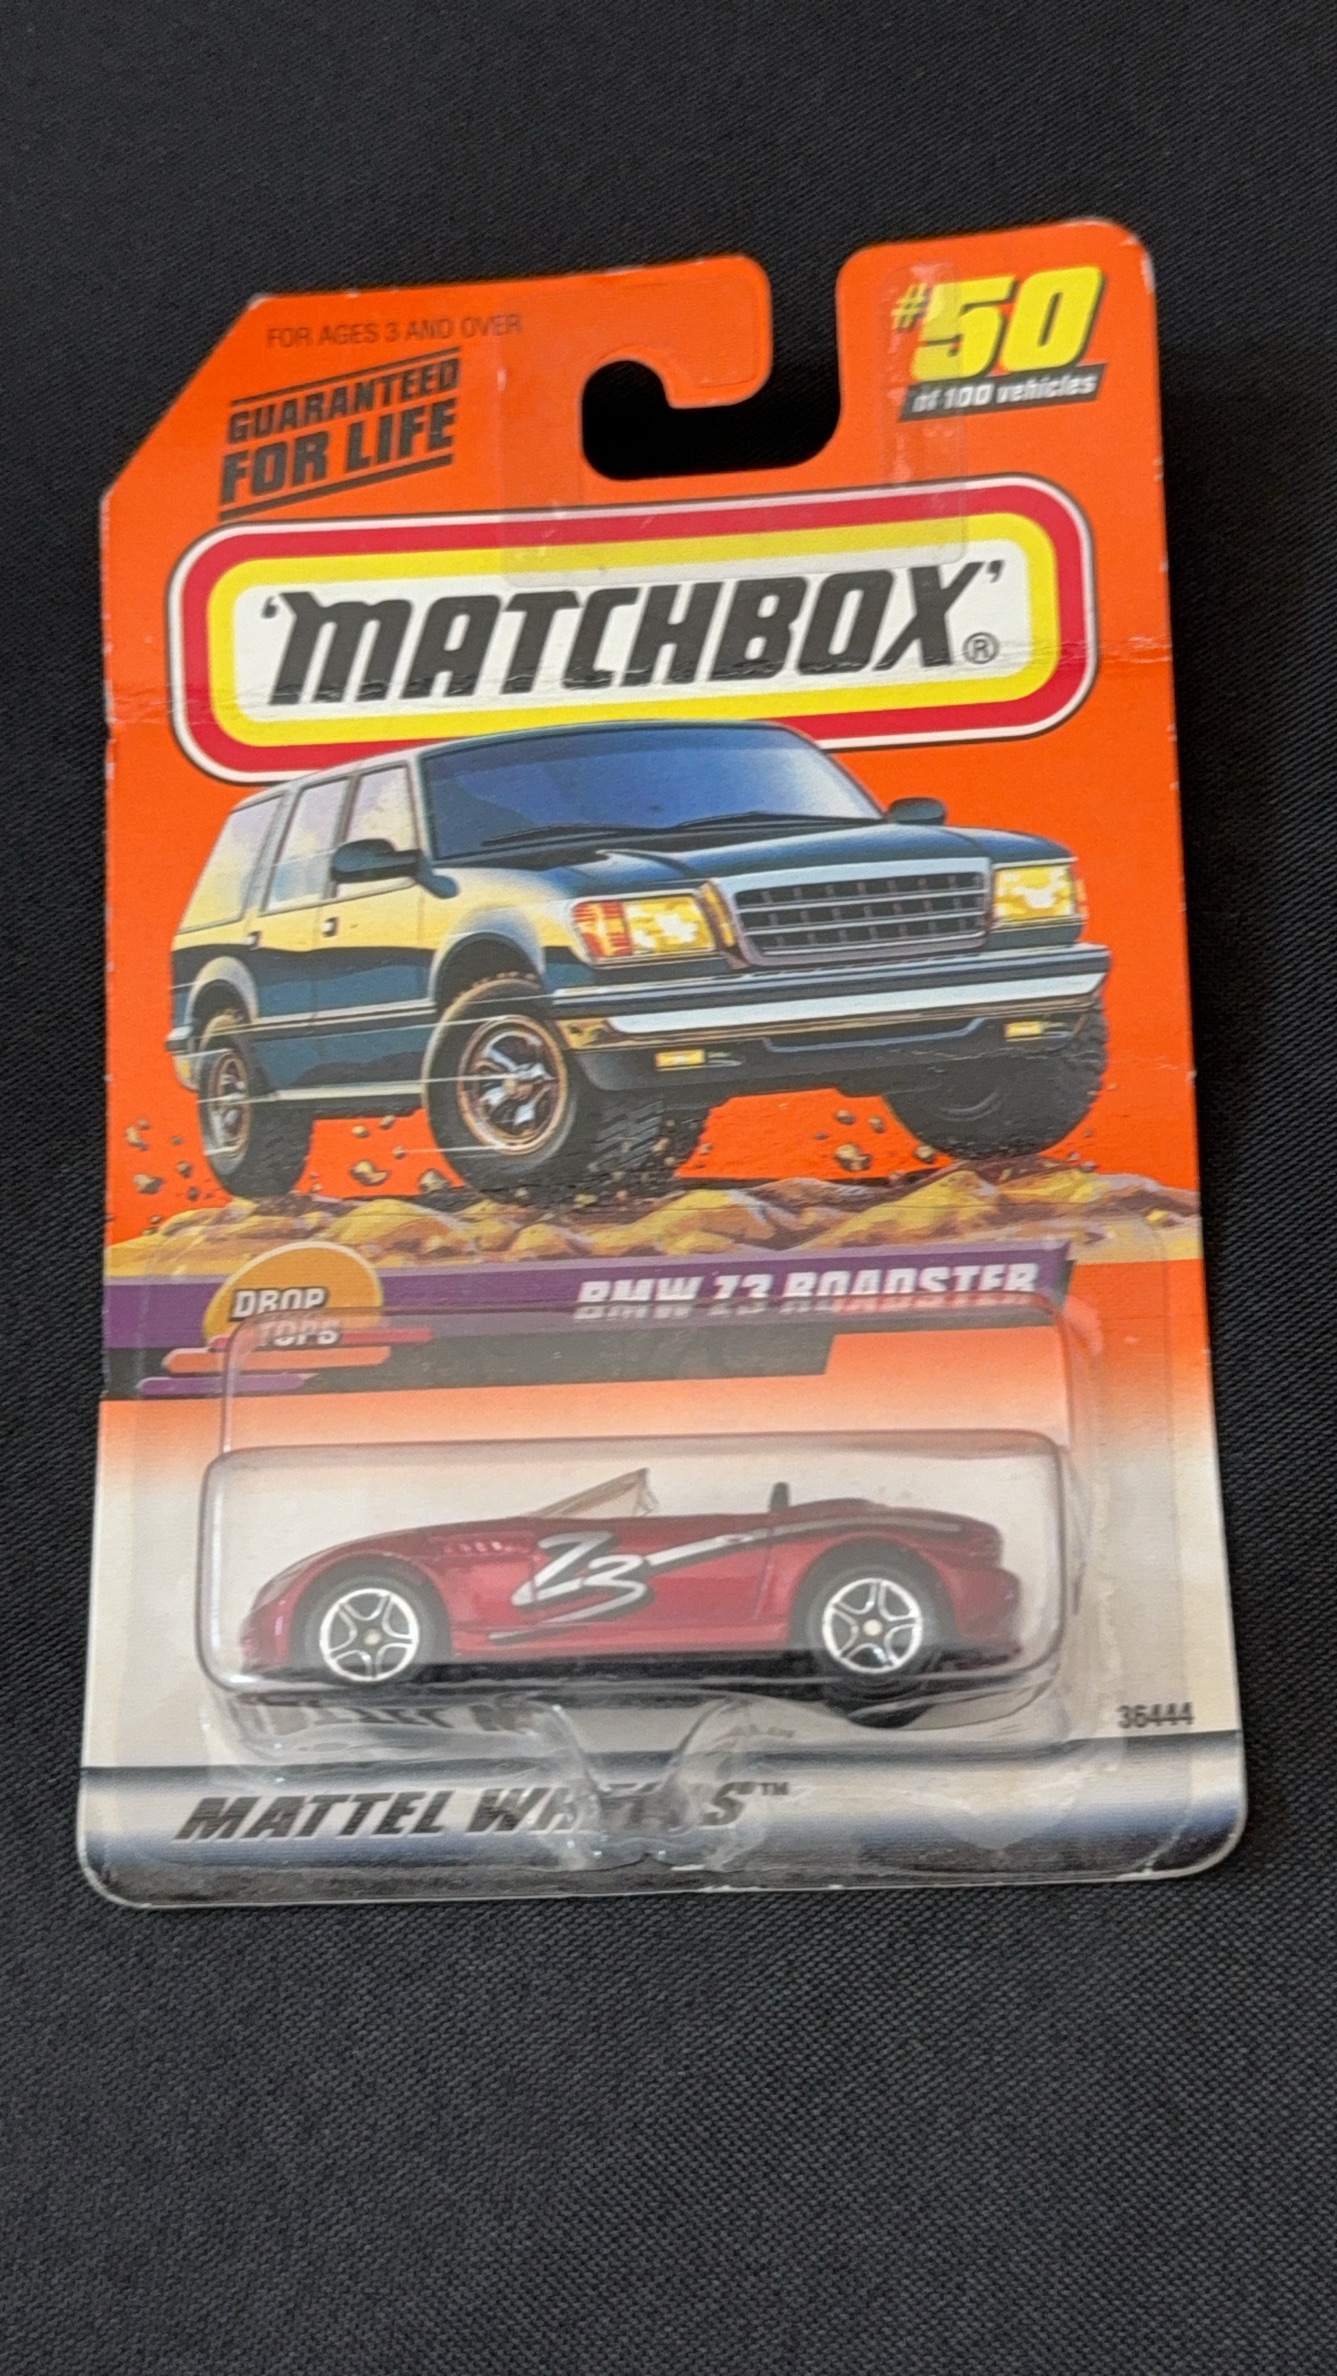 FOR AGES 3 AND OVER
GUARANTEED
FOR LIFE
#50
of 100 vehicles
'MATCHBOX'®
DROP
TOPS
BMW Z3 ROADSTER
Z3
36444
MATTEL WHEELS™